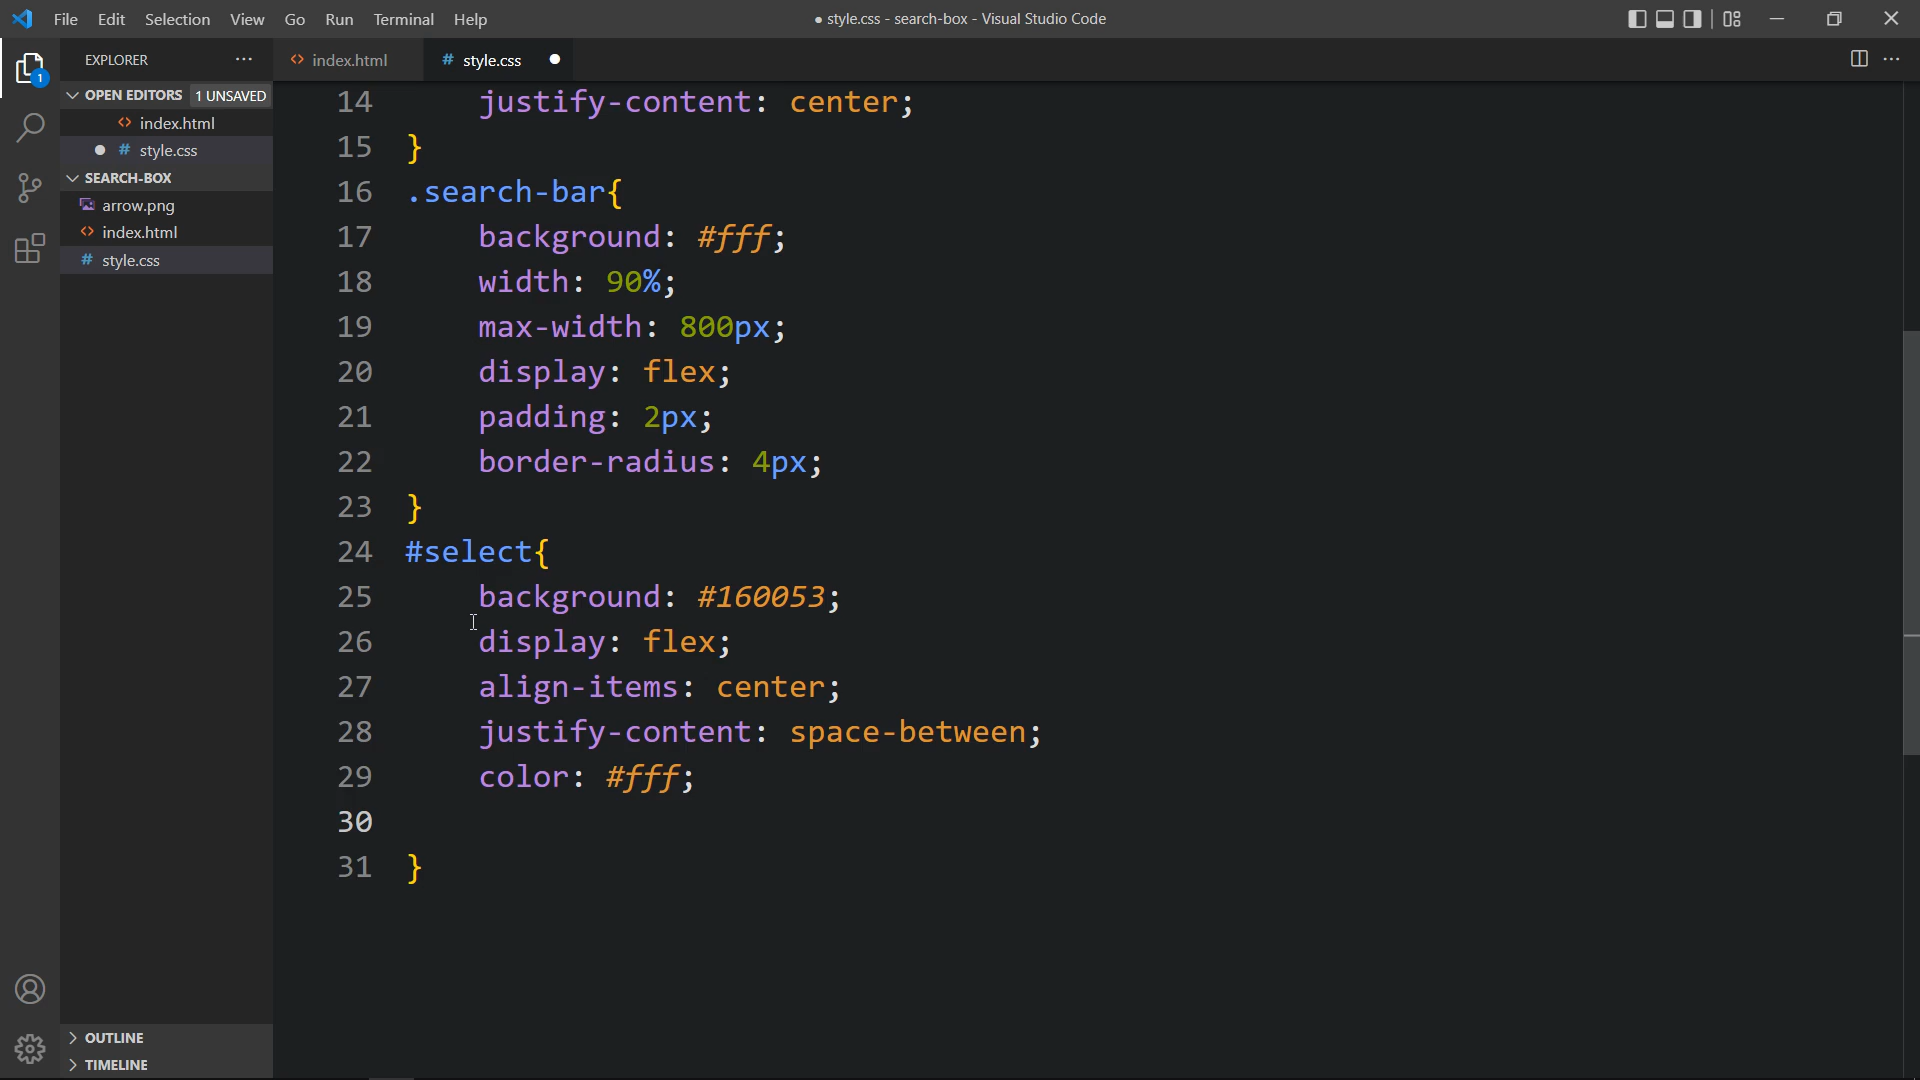 File Edit Selection View Go Run Terminal Help
● style.css - search-box - Visual Studio Code
EXPLORER
<> index.html
# style.css
OPEN EDITORS
1 UNSAVED
<> index.html
# style.css
SEARCH-BOX
arrow.png
<> index.html
# style.css
1
14 justify-content: center;
15 }
16 .search-bar{
17 background: #fff;
18 width: 90%;
19 max-width: 800px;
20 display: flex;
21 padding: 2px;
22 border-radius: 4px;
23 }
24 #select{
25 background: #160053;
26 display: flex;
27 align-items: center;
28 justify-content: space-between;
29 color: #fff;
30
31 }
OUTLINE
TIMELINE